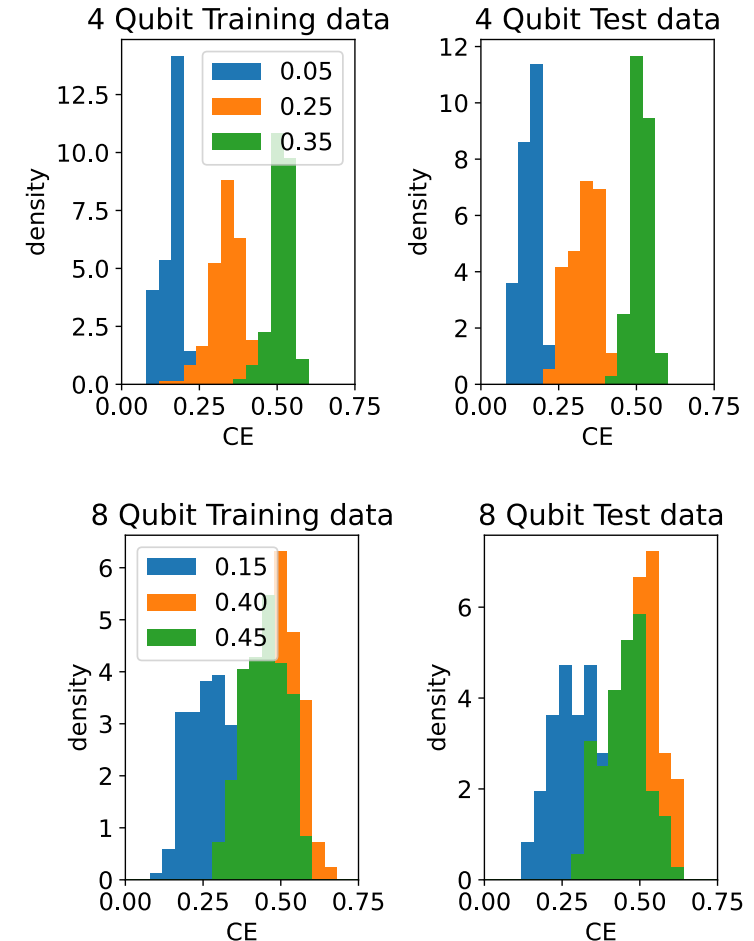 4 Qubit Training data
density
12.5
10.0
7.5
5.0
2.5
0.0
0.05
0.25
0.35
0.00 0.25 0.50 0.75
CE
4 Qubit Test data
density
12
10
8
6
4
2
0
0.00 0.25 0.50 0.75
CE
8 Qubit Training data
density
6
5
4
3
2
1
0
0.15
0.40
0.45
0.00 0.25 0.50 0.75
CE
8 Qubit Test data
density
6
4
2
0
0.00 0.25 0.50 0.75
CE